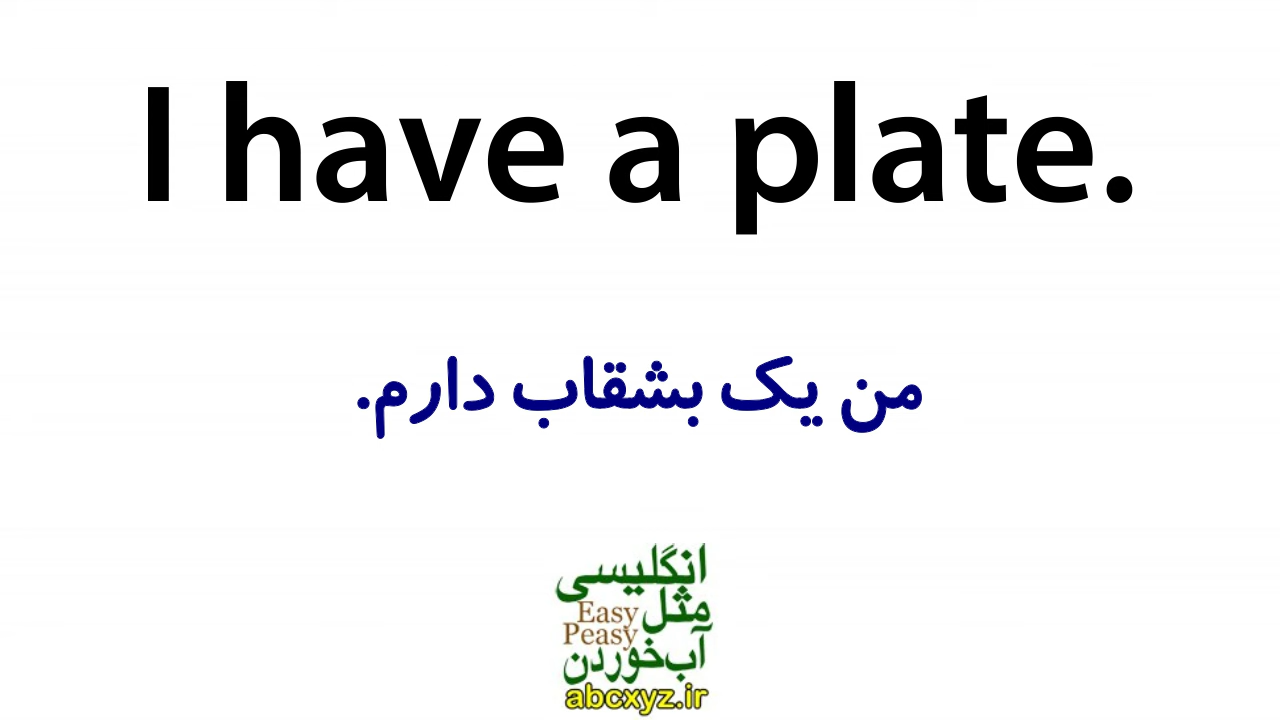 I have a plate.
من یک بشقاب دارم.
انگلیسی
مثل
Easy
Peasy
آب‌خوردن
abcxyz.ir